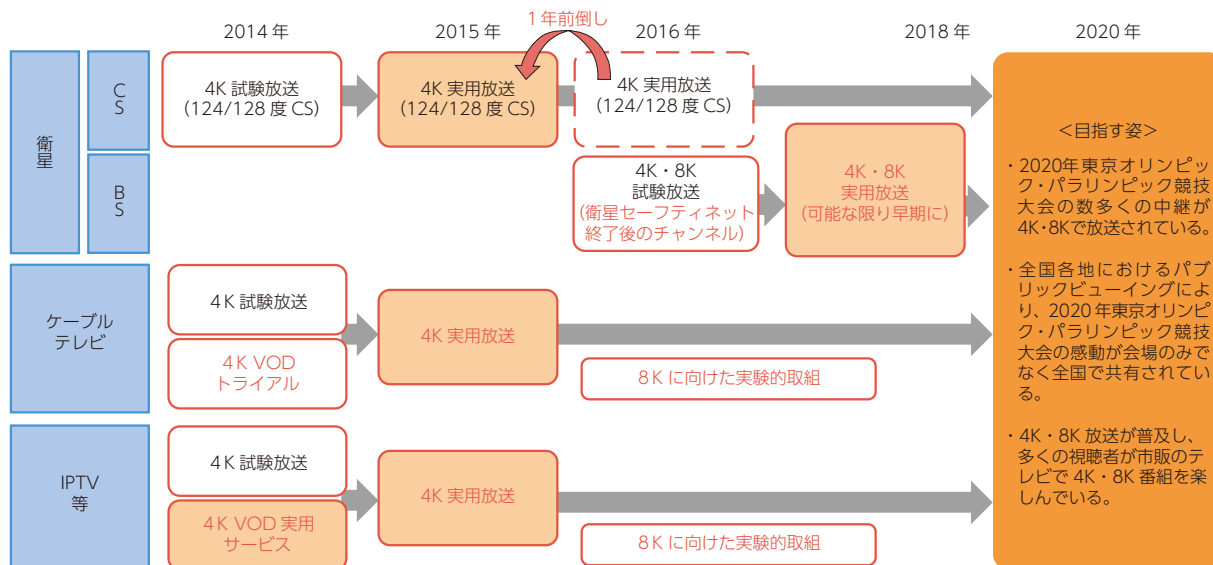 1年前倒し
2014年
2015年
2016年
2018年
2020年
衛星
CS
BS
4K 試験放送
(124/128 度 CS)
4K 実用放送
(124/128 度 CS)
4K 実用放送
(124/128 度 CS)
4K・8K
試験放送
(衛星セーフティネット
終了後のチャンネル)
4K・8K
実用放送
(可能な限り早期に)
ケーブル
テレビ
4K 試験放送
4K VOD
トライアル
4K 実用放送
8K に向けた実験的取組
IPTV
等
4K 試験放送
4K VOD 実用
サービス
4K 実用放送
8K に向けた実験的取組
<目指す姿>
・2020年東京オリンピッ
ク・パラリンピック競技
大会の数多くの中継が
4K・8Kで放送されている。
・全国各地におけるパブ
リックビューイングによ
り、2020 年東京オリンピ
ク・パラリンピック競技
大会の感動が会場のみで
なく全国で共有されてい
る。
・4K・8K 放送が普及し、
多くの視聴者が市販のテ
レビで 4K・8K 番組を楽
しんでいる。